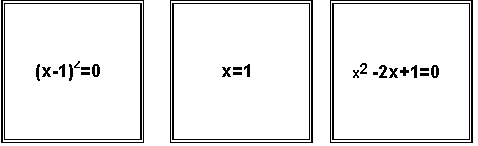 (x-1)²=0
x=1
x² -2x+1=0